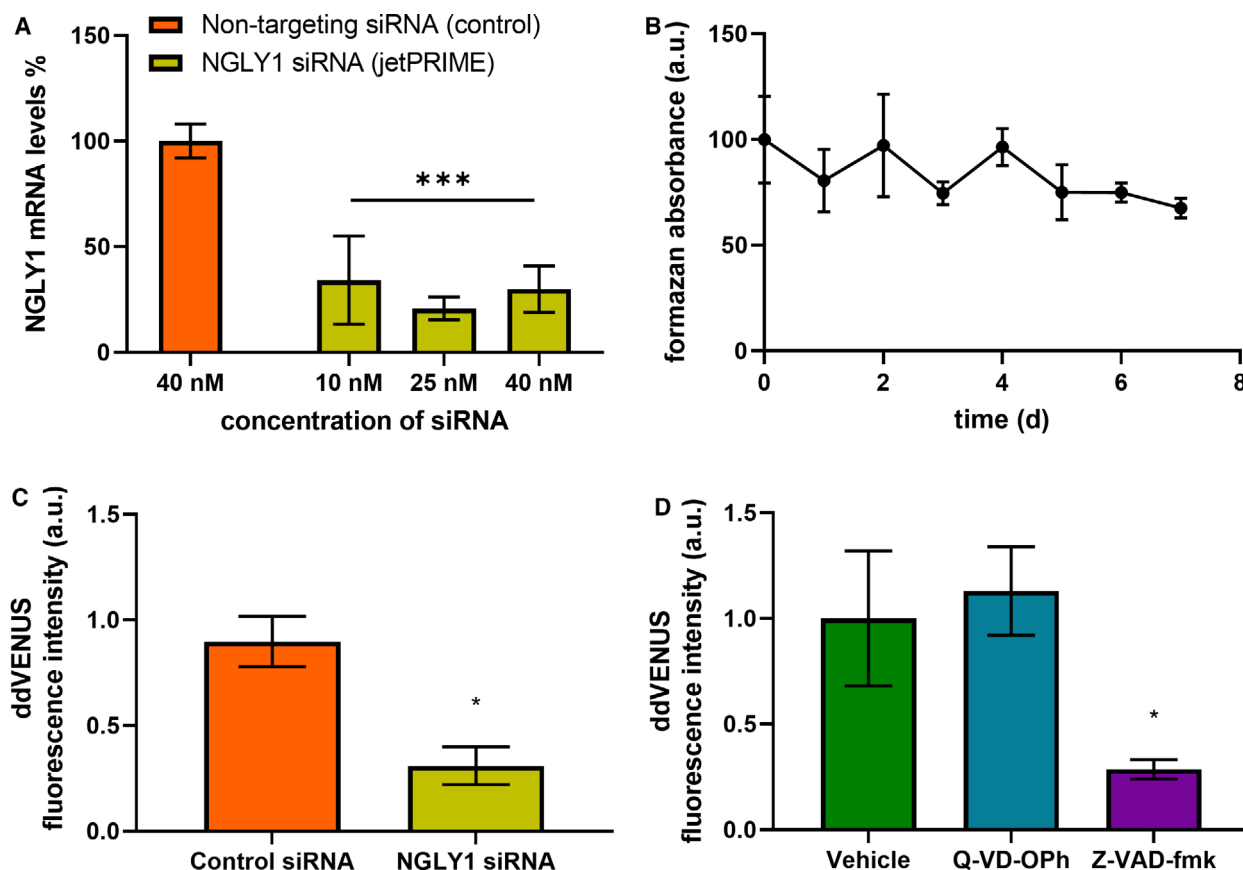 A
Non-targeting siRNA (control)
NGLY1 siRNA (jetPRIME)
NGLY1 mRNA levels %
150
100
50
0
***
40 nM 10 nM 25 nM 40 nM
concentration of siRNA
B
formazan absorbance (a.u.)
150
100
50
0
0 2 4 6 8
time (d)
C
ddVENUS
fluorescence intensity (a.u.)
1.5
1.0
0.5
0.0
*
Control siRNA NGLY1 siRNA
D
ddVENUS
fluorescence intensity (a.u.)
1.5
1.0
0.5
0.0
*
Vehicle Q-VD-OPh Z-VAD-fmk